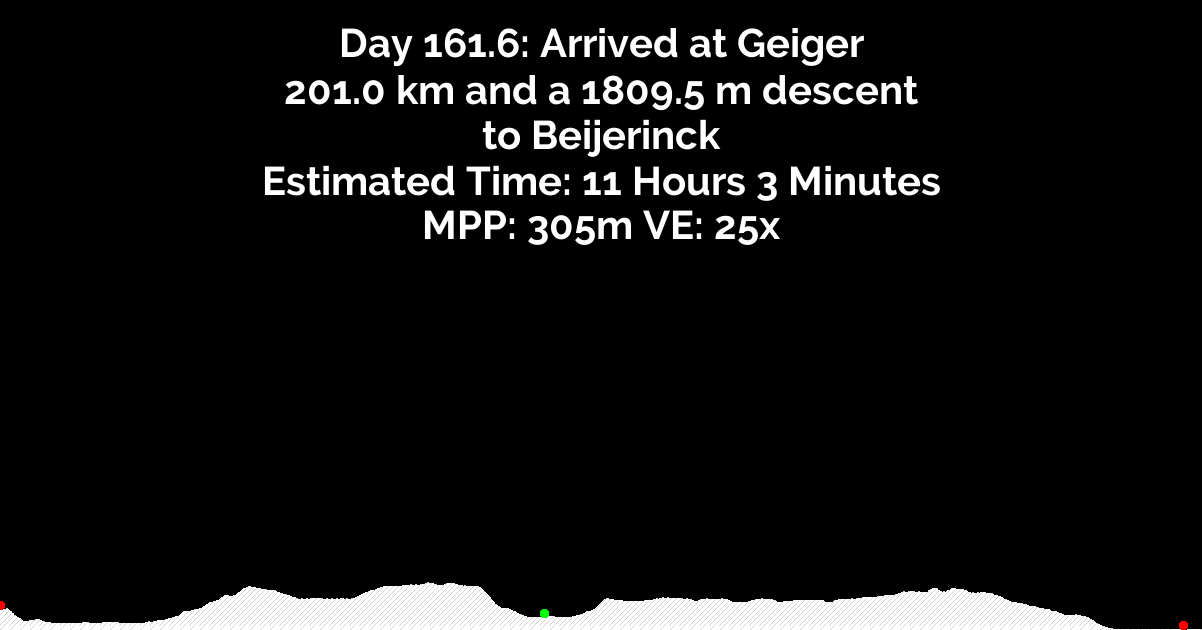 Day 161.6: Arrived at Geiger
201.0 km and a 1809.5 m descent
to Beijerinck
Estimated Time: 11 Hours 3 Minutes
MPP: 305m VE: 25x